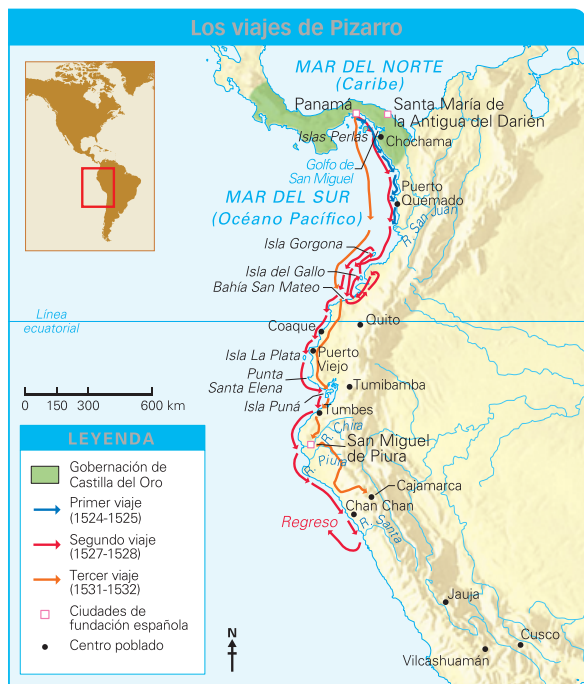 Los viajes de Pizarro
MAR DEL NORTE
(Caribe)
Panamá
Santa María de
la Antigua del Darién
Islas Perlas
Chochama
Golfo de
San Miguel
MAR DEL SUR
(Océano Pacífico)
Puerto
Quemado
R. San Juan
Isla Gorgona
Isla del Gallo
Bahía San Mateo
Línea
ecuatorial
Coaque
Quito
Isla La Plata
Puerto
Viejo
Punta
Santa Elena
Tumibamba
Isla Puná
Tumbes
R. Chira
San Miguel
de Piura
R. Piura
Cajamarca
Chan Chan
R. Santa
Regreso
Jauja
Cusco
Vilcashuamán
0 150 300 600 km
LEYENDA
Gobernación de
Castilla del Oro
Primer viaje
(1524-1525)
Segundo viaje
(1527-1528)
Tercer viaje
(1531-1532)
Ciudades de
fundación española
Centro poblado
N